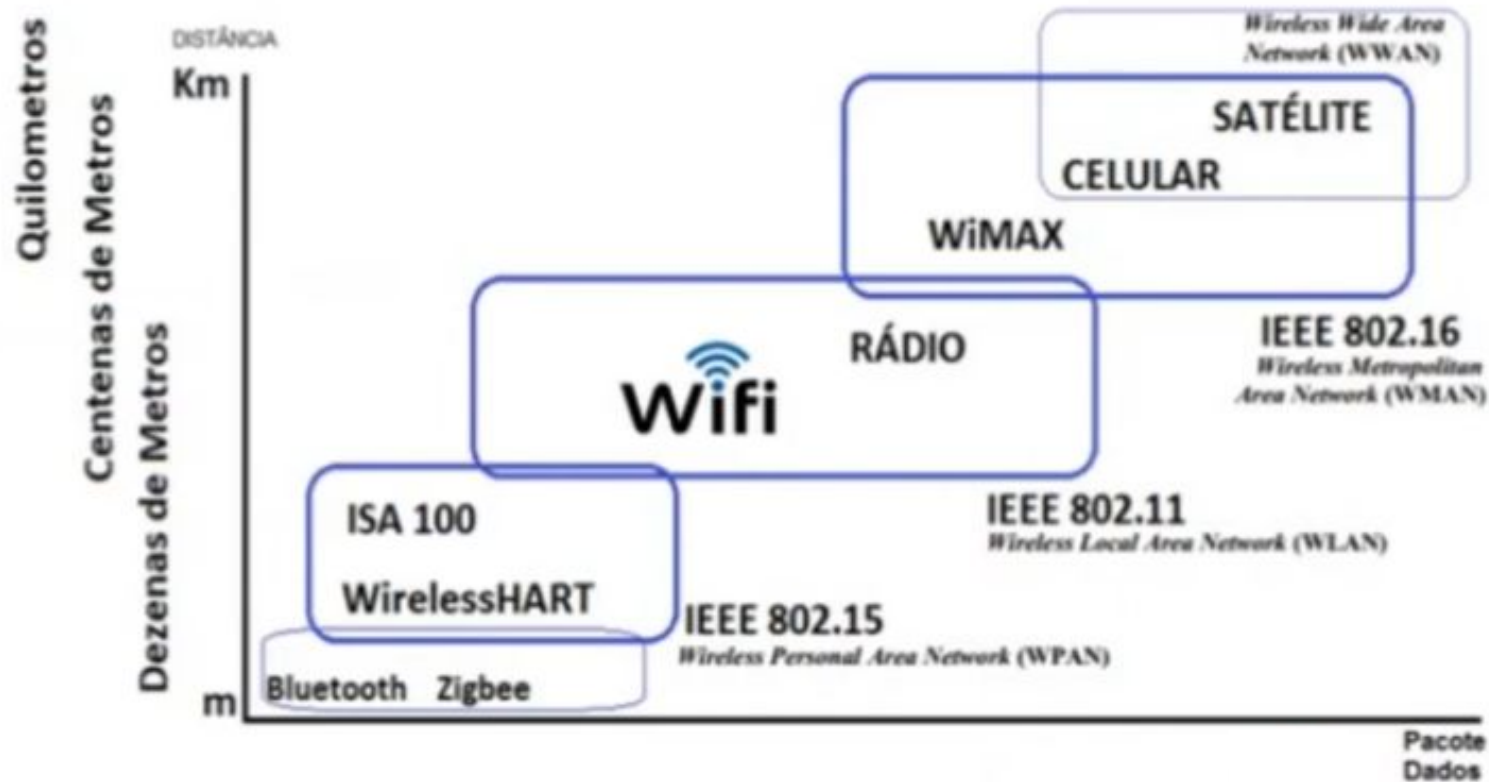 Quilometros
Centenas de Metros
Dezenas de Metros
DISTÂNCIA
Km
Wireless Wide Area
Network (WWAN)
SATÉLITE
CELULAR
WiMAX
IEEE 802.16
Wireless Metropolitan
Area Network (WMAN)
RÁDIO
Wifi
IEEE 802.11
Wireless Local Area Network (WLAN)
ISA 100
WirelessHART
IEEE 802.15
Wireless Personal Area Network (WPAN)
Bluetooth Zigbee
m
Pacote
Dados